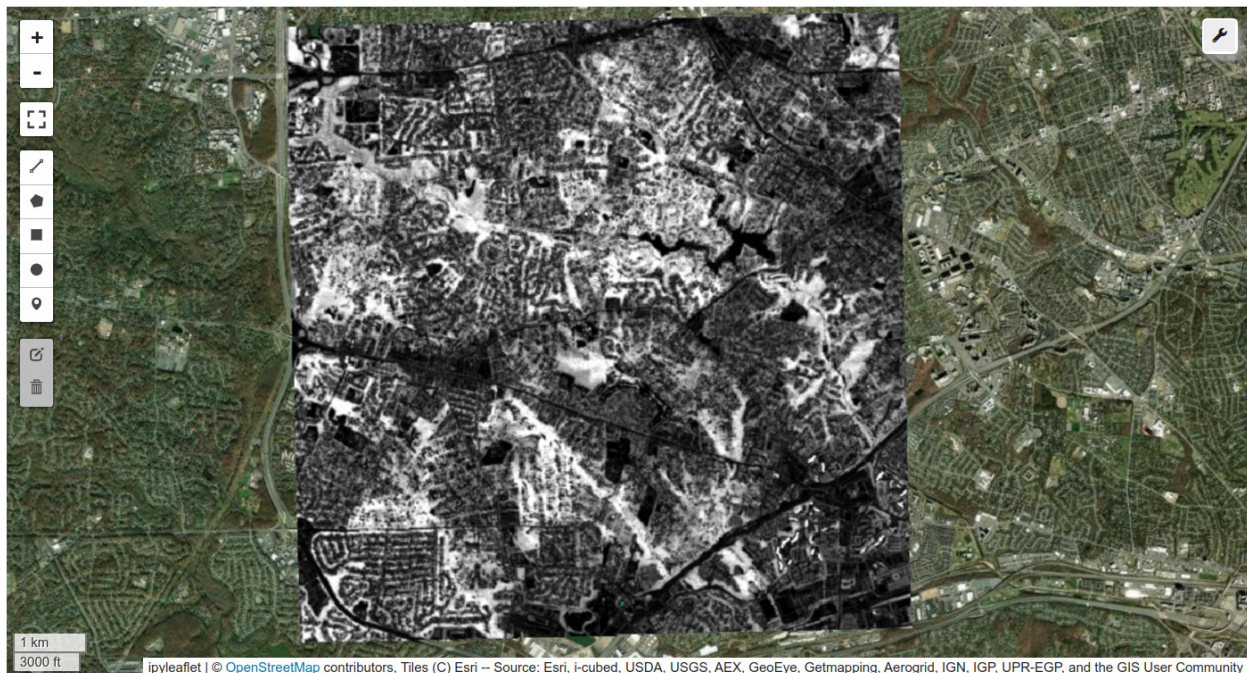 +
-
1 km
3000 ft
ipyleaflet | © OpenStreetMap contributors, Tiles (C) Esri -- Source: Esri, i-cubed, USDA, USGS, AEX, GeoEye, Getmapping, Aerogrid, IGN, IGP, UPR-EGP, and the GIS User Community